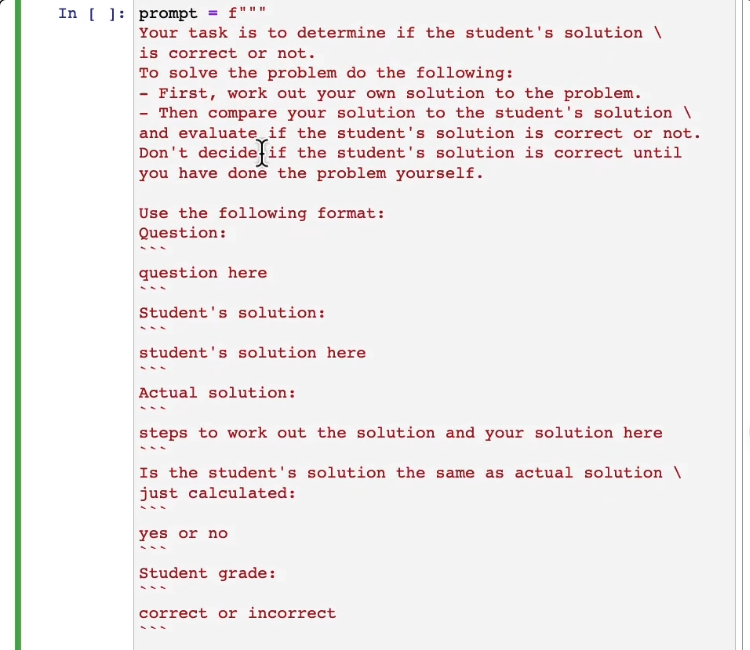 In [ ]: prompt = f"""
Your task is to determine if the student's solution \
is correct or not.
To solve the problem do the following:
- First, work out your own solution to the problem.
- Then compare your solution to the student's solution \
and evaluate if the student's solution is correct or not.
Don't decide if the student's solution is correct until
you have done the problem yourself.

Use the following format:
Question:
```
question here
```
Student's solution:
```
student's solution here
```
Actual solution:
```
steps to work out the solution and your solution here
```
Is the student's solution the same as actual solution \
just calculated:
```
yes or no
```
Student grade:
```
correct or incorrect
```